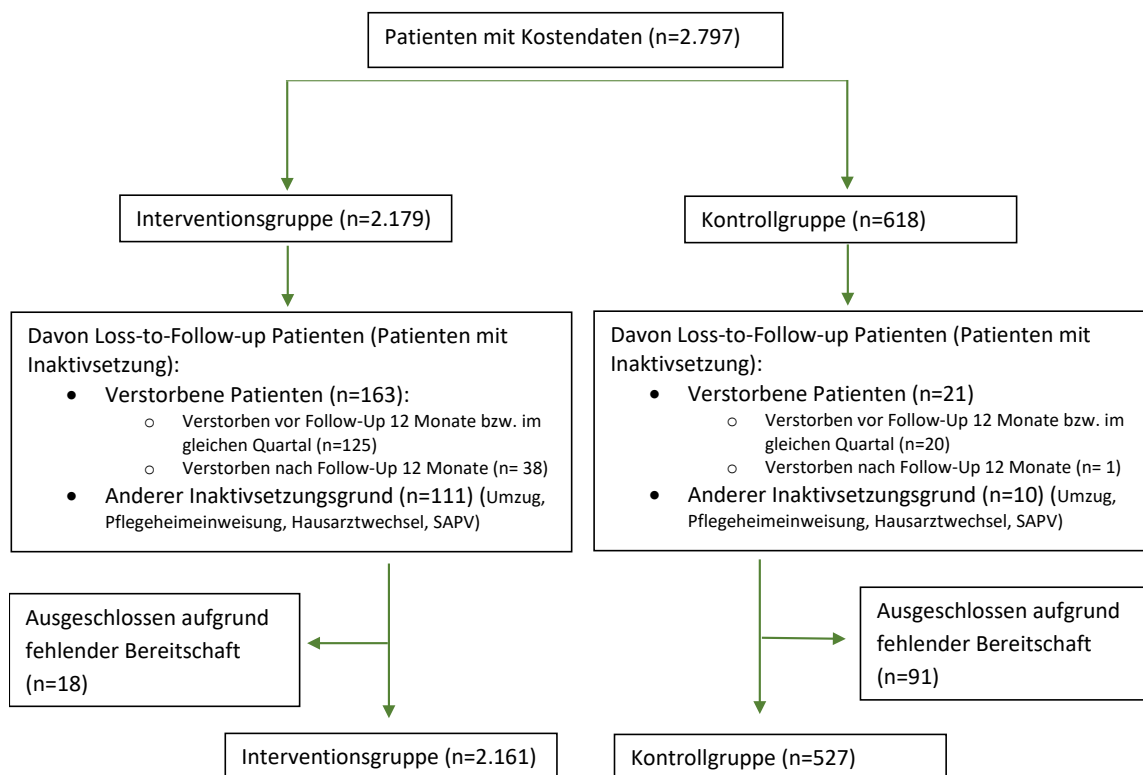 Patienten mit Kostendaten (n=2.797)
Interventionsgruppe (n=2.179)
Kontrollgruppe (n=618)
Davon Loss-to-Follow-up Patienten (Patienten mit
Inaktivsetzung):
• Verstorbene Patienten (n=163):
o Verstorben vor Follow-Up 12 Monate bzw. im
gleichen Quartal (n=125)
o Verstorben nach Follow-Up 12 Monate (n= 38)
• Anderer Inaktivsetzungsgrund (n=111) (Umzug,
Pflegeheimeinweisung, Hausarztwechsel, SAPV)
Davon Loss-to-Follow-up Patienten (Patienten mit
Inaktivsetzung):
• Verstorbene Patienten (n=21)
o Verstorben vor Follow-Up 12 Monate bzw. im
gleichen Quartal (n=20)
o Verstorben nach Follow-Up 12 Monate (n= 1)
• Anderer Inaktivsetzungsgrund (n=10) (Umzug,
Pflegeheimeinweisung, Hausarztwechsel, SAPV)
Ausgeschlossen aufgrund
fehlender Bereitschaft
(n=18)
Ausgeschlossen aufgrund
fehlender Bereitschaft
(n=91)
Interventionsgruppe (n=2.161)
Kontrollgruppe (n=527)